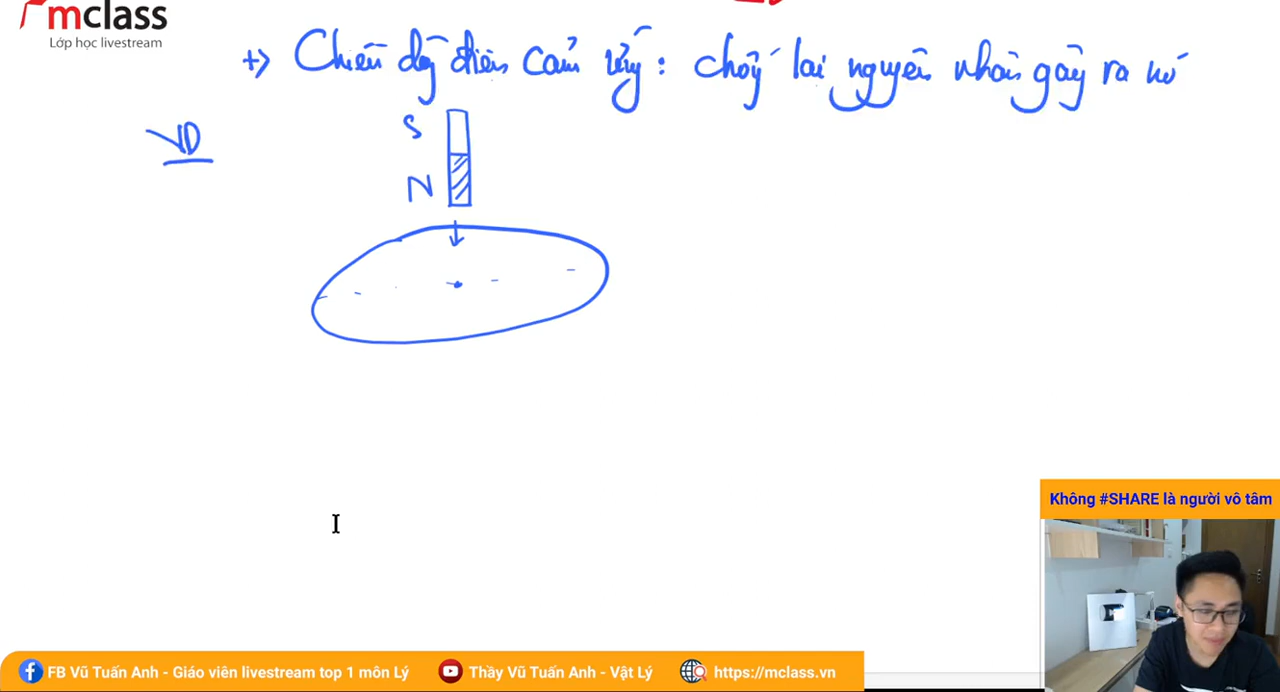 mclass
Lớp học livestream
+) Chiều dòng điện cảm ứng: chống lại nguyên nhân gây ra nó
VD
S
N
Không #SHARE là người vô tâm
FB Vũ Tuấn Anh - Giáo viên livestream top 1 môn Lý
Thầy Vũ Tuấn Anh - Vật Lý
https://mclass.vn